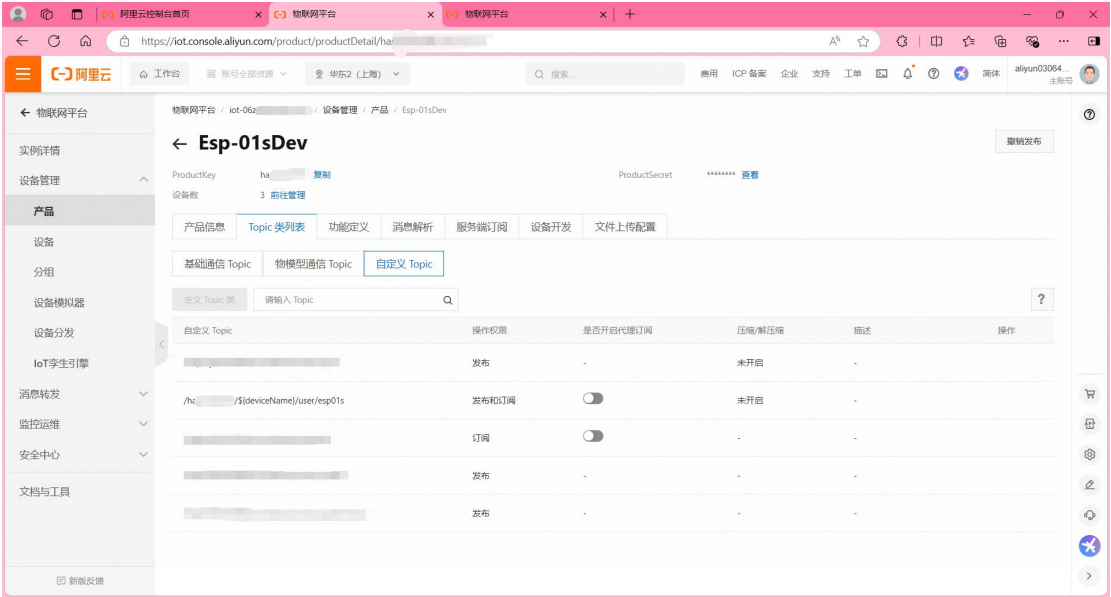 阿里云控制台首页 物联网平台 物联网平台
https://iot.console.aliyun.com/product/productDetail/ha
阿里云 工作台 账号全部资源 华东2（上海） 搜索... 费用 ICP 备案 企业 支持 工单 简体 aliyun03064...
主账号
物联网平台
物联网平台 / iot-06z / 设备管理 / 产品 / Esp-01sDev
Esp-01sDev
撤销发布
实例详情
ProductKey ha 复制 ProductSecret ******** 查看
设备管理
设备数 3 前往管理
产品
产品信息 Topic 类列表 功能定义 消息解析 服务端订阅 设备开发 文件上传配置
设备
基础通信 Topic 物模型通信 Topic 自定义 Topic
分组
设备模拟器
定义 Topic 类 请输入 Topic ?
设备分发
自定义 Topic 操作权限 是否开启代理订阅 压缩/解压缩 描述 操作
IoT孪生引擎
发布 - 未开启 -
消息转发
/ha /${deviceName}/user/esp01s 发布和订阅 未开启 -
监控运维
订阅 - -
安全中心
发布 - - -
文档与工具
发布 - - -
新版反馈